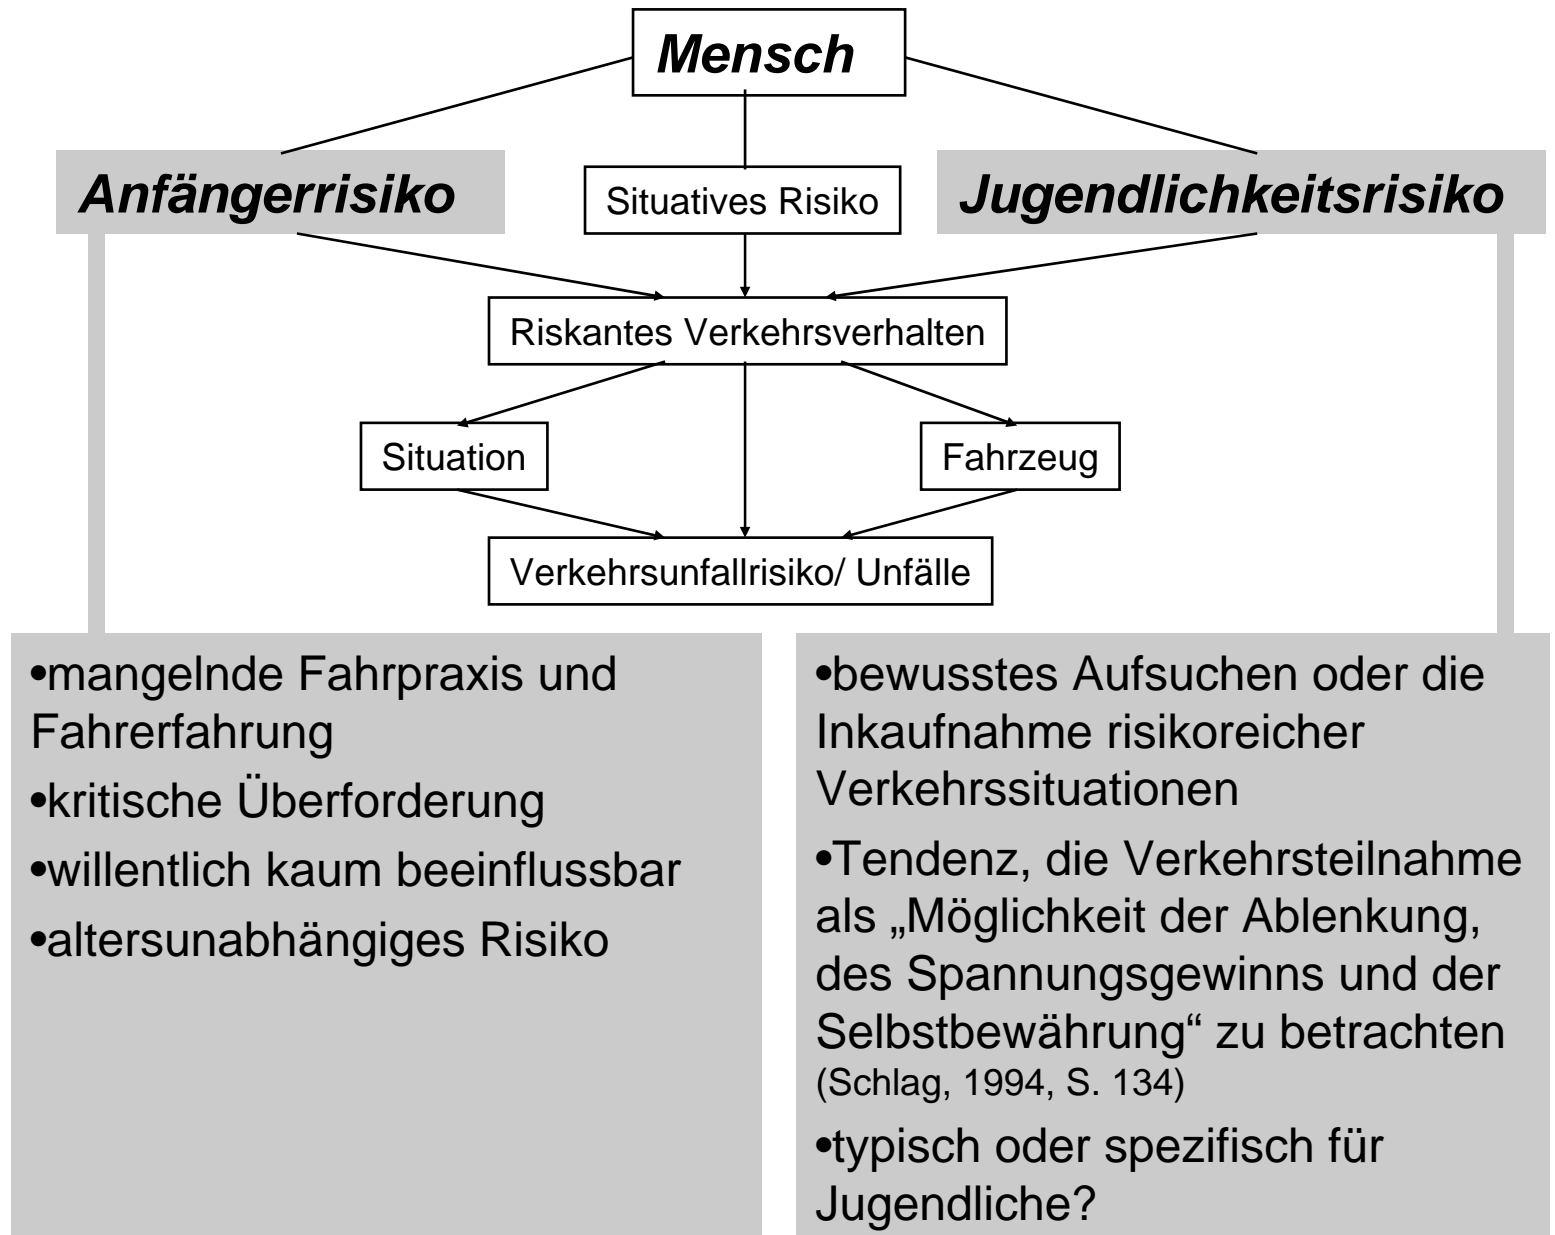 Mensch
Anfängerrisiko
Situatives Risiko
Jugendlichkeitsrisiko
Riskantes Verkehrsverhalten
Situation
Fahrzeug
Verkehrsunfallrisiko/ Unfälle
•mangelnde Fahrpraxis und
Fahrerfahrung
•kritische Überforderung
•willentlich kaum beeinflussbar
•altersunabhängiges Risiko
•bewusstes Aufsuchen oder die
Inkaufnahme risikoreicher
Verkehrssituationen
•Tendenz, die Verkehrsteilnahme
als „Möglichkeit der Ablenkung,
des Spannungsgewinns und der
Selbstbewährung“ zu betrachten
(Schlag, 1994, S. 134)
•typisch oder spezifisch für
Jugendliche?